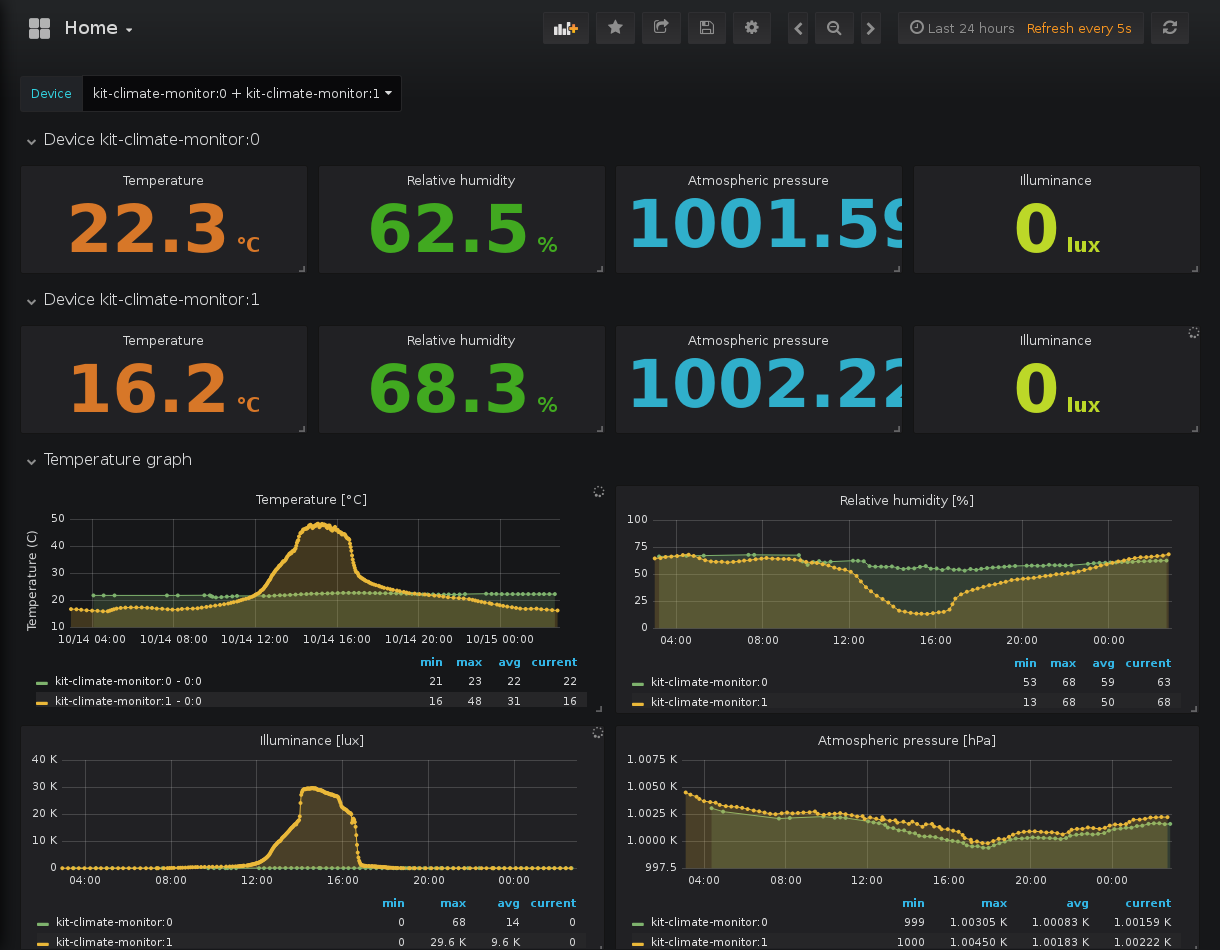 Home
Last 24 hours Refresh every 5s
Device kit-climate-monitor:0 + kit-climate-monitor:1
Device kit-climate-monitor:0
Temperature Relative humidity Atmospheric pressure Illuminance
22.3 °C 62.5 % 1001.59 0 lux
Device kit-climate-monitor:1
Temperature Relative humidity Atmospheric pressure Illuminance
16.2 °C 68.3 % 1002.22 0 lux
Temperature graph
Temperature [°C]
Temperature (C)
50
40
30
20
10
10/14 04:00 10/14 08:00 10/14 12:00 10/14 16:00 10/14 20:00 10/15 00:00
min max avg current
kit-climate-monitor:0 - 0:0 21 23 22 22
kit-climate-monitor:1 - 0:0 16 48 31 16
Relative humidity [%]
100
75
50
25
0
04:00 08:00 12:00 16:00 20:00 00:00
min max avg current
kit-climate-monitor:0 53 68 59 63
kit-climate-monitor:1 13 68 50 68
Illuminance [lux]
40 K
30 K
20 K
10 K
0
04:00 08:00 12:00 16:00 20:00 00:00
min max avg current
kit-climate-monitor:0 0 68 14 0
kit-climate-monitor:1 0 29.6 K 9.6 K 0
Atmospheric pressure [hPa]
1.0075 K
1.0050 K
1.0025 K
1.0000 K
997.5
04:00 08:00 12:00 16:00 20:00 00:00
min max avg current
kit-climate-monitor:0 999 1.00305 K 1.00083 K 1.00159 K
kit-climate-monitor:1 1000 1.00450 K 1.00183 K 1.00222 K